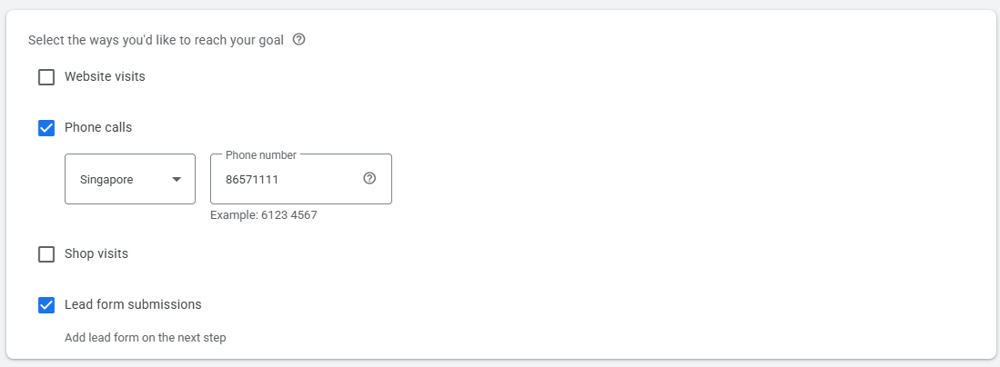 Select the ways you'd like to reach your goal
Website visits
Phone calls
Singapore
Phone number
86571111
Example: 6123 4567
Shop visits
Lead form submissions
Add lead form on the next step